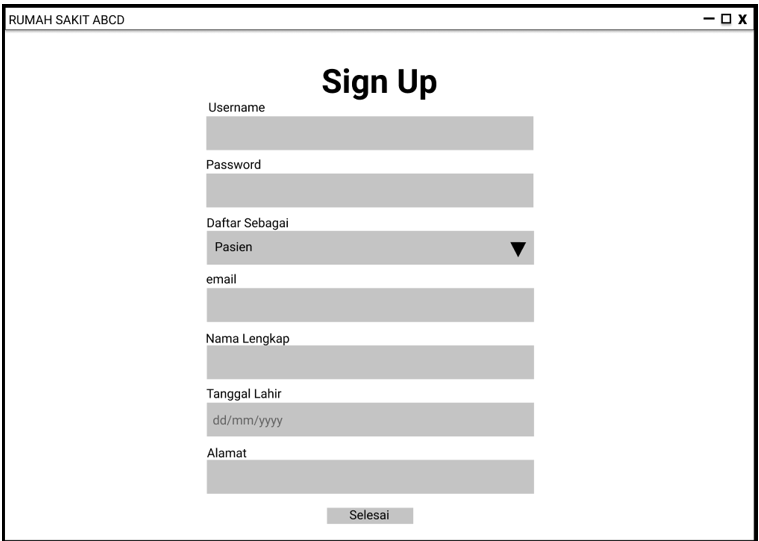 RUMAH SAKIT ABCD
Sign Up
Username
Password
Daftar Sebagai
Pasien
email
Nama Lengkap
Tanggal Lahir
dd/mm/yyyy
Alamat
Selesai